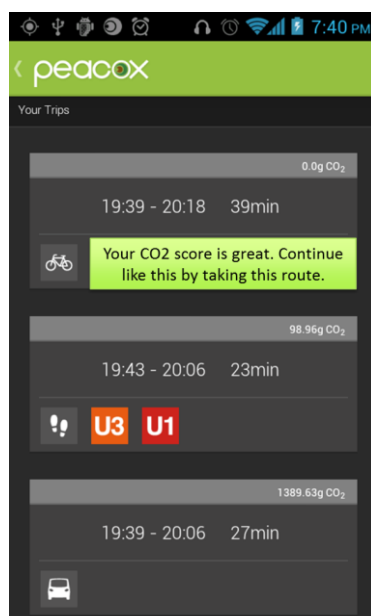 7:40 PM
peacox
Your Trips
0.0g CO₂
19:39 - 20:18 39min
Your CO2 score is great. Continue
like this by taking this route.
98.96g CO₂
19:43 - 20:06 23min
U3 U1
1389.63g CO₂
19:39 - 20:06 27min